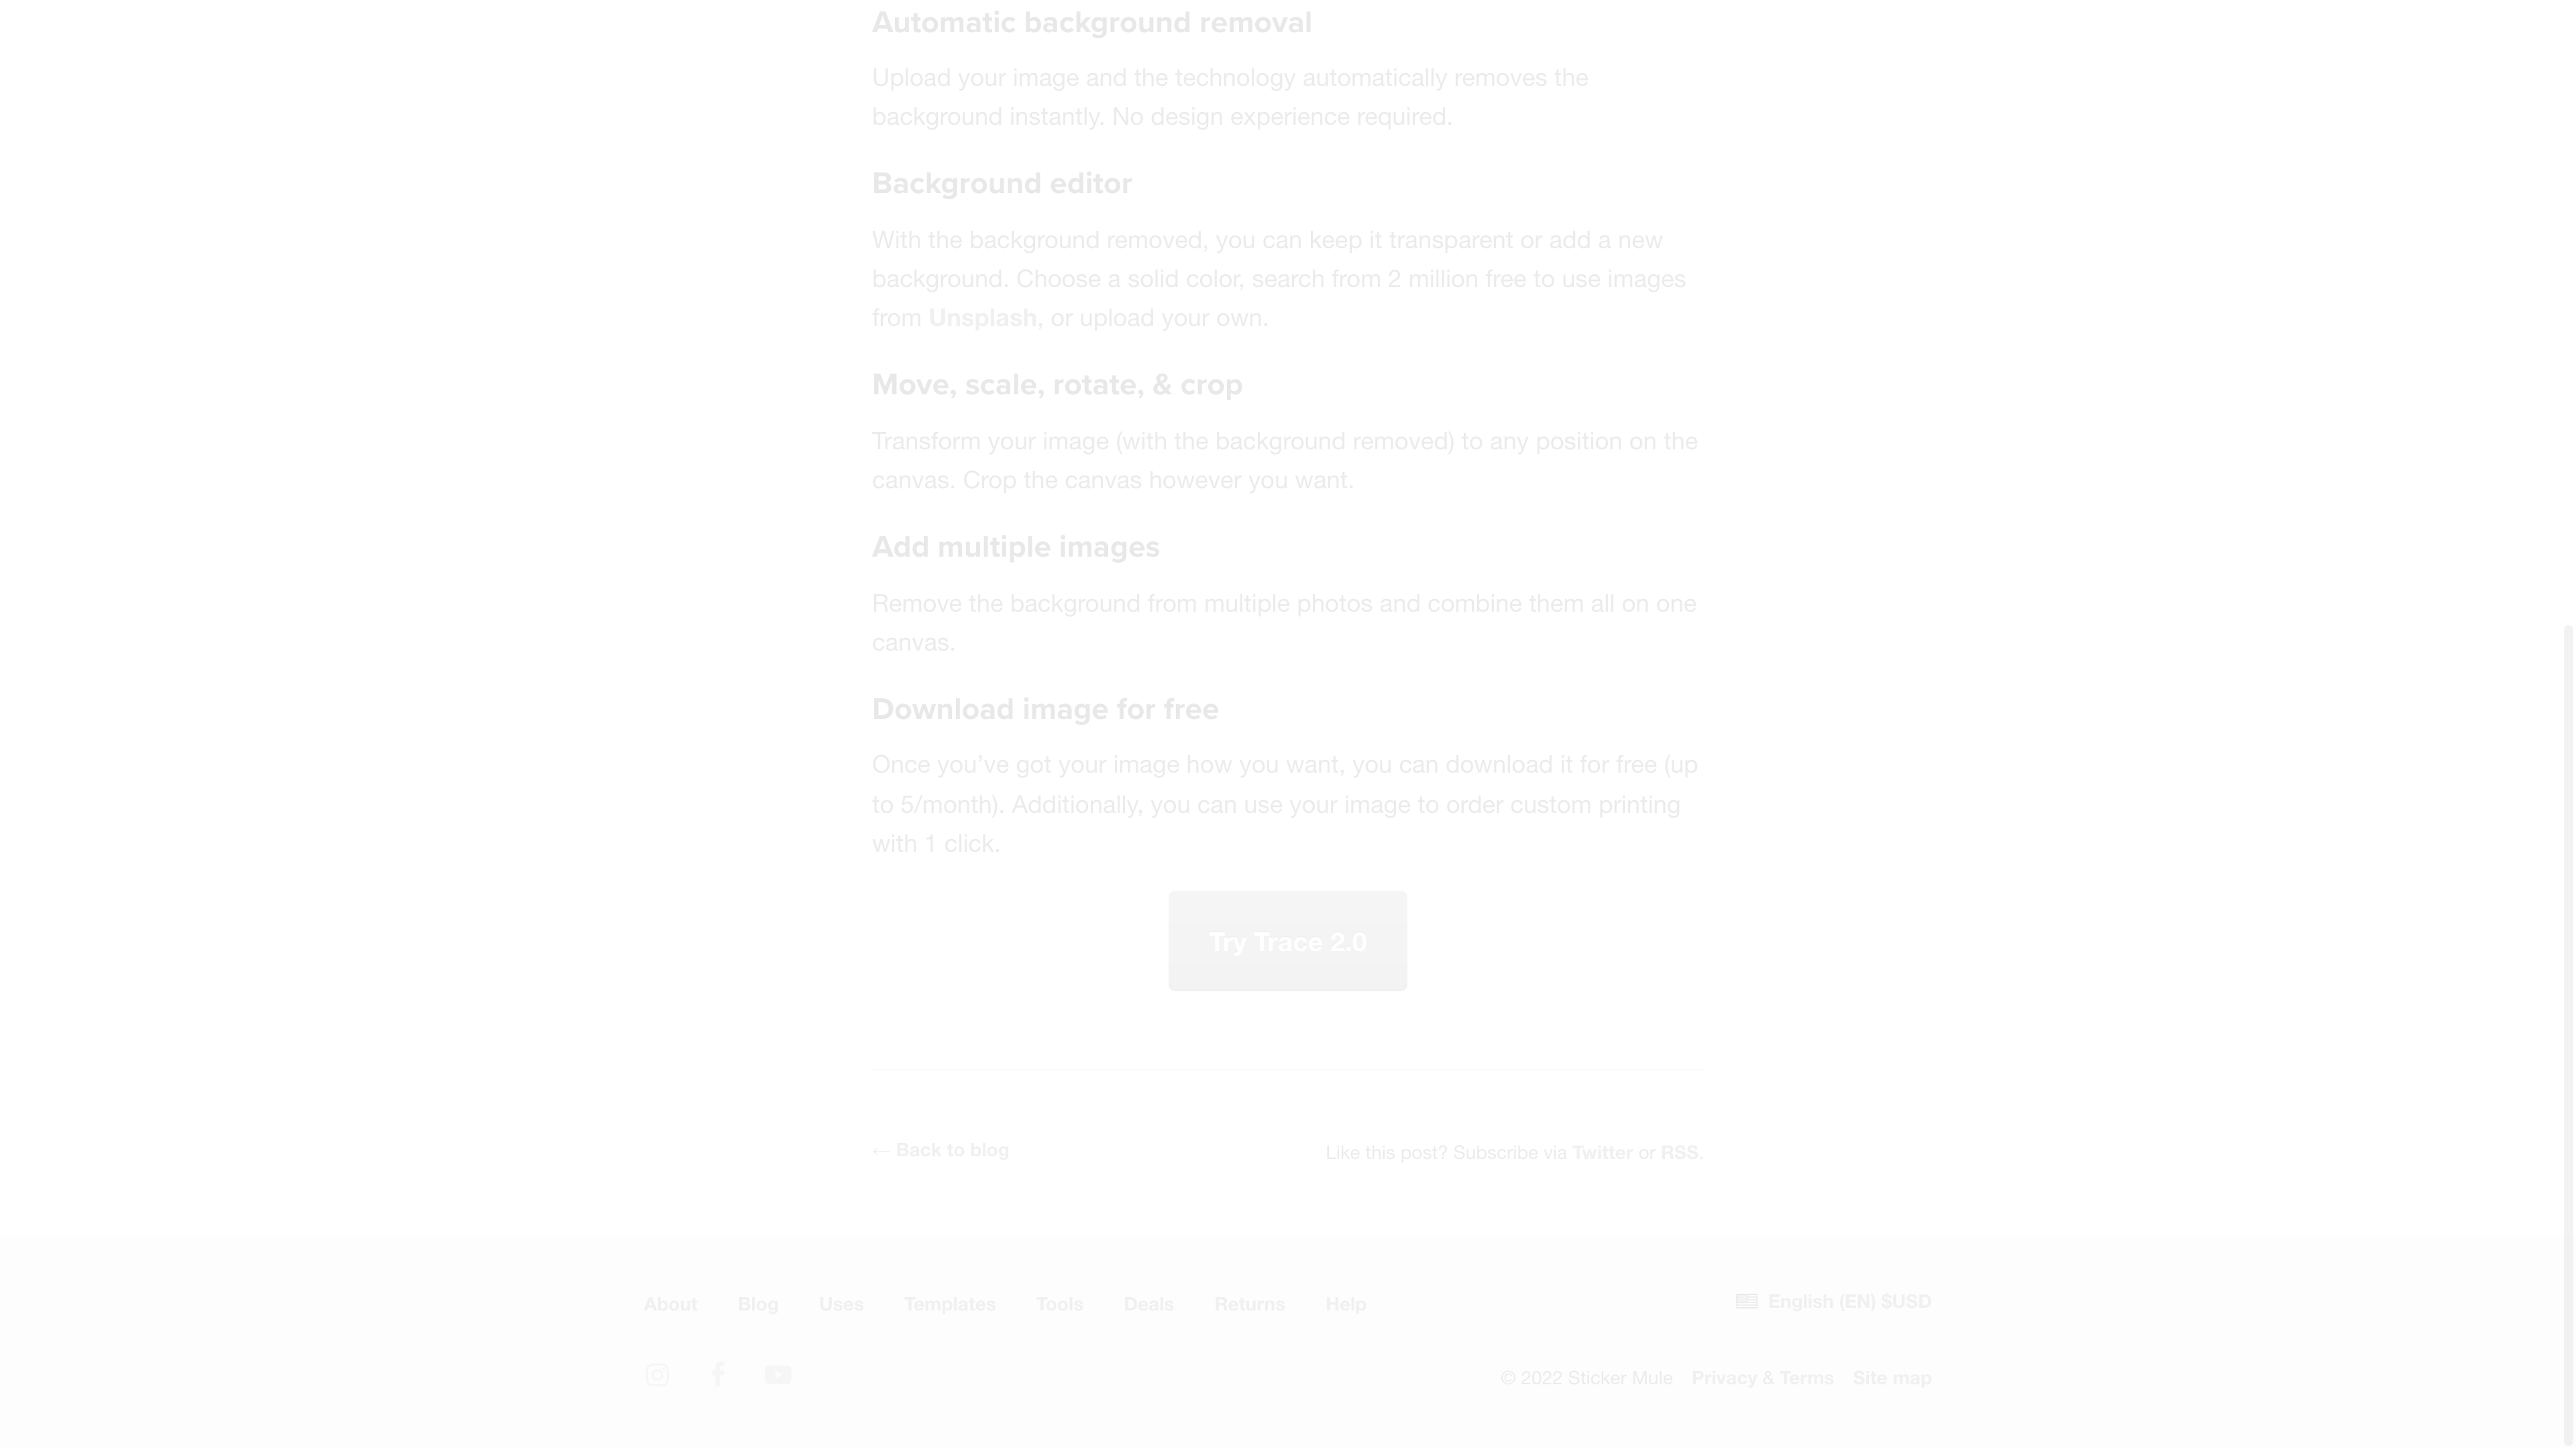 Automatic background removal
Upload your image and the technology automatically removes the
background instantly. No design experience required.
Background editor
With the background removed, you can keep it transparent or add a new
background. Choose a solid color, search from 2 million free to use images
from Unsplash, or upload your own.
Move, scale, rotate, & crop
Transform your image (with the background removed) to any position on the
canvas. Crop the canvas however you want.
Add multiple images
Remove the background from multiple photos and combine them all on one
canvas.
Download image for free
Once you’ve got your image how you want, you can download it for free (up
to 5/month). Additionally, you can use your image to order custom printing
with 1 click.
Try Trace 2.0
← Back to blog
Like this post? Subscribe via Twitter or RSS.
About Blog Uses Templates Tools Deals Returns Help
English (EN) $USD
© 2022 Sticker Mule Privacy & Terms Site map